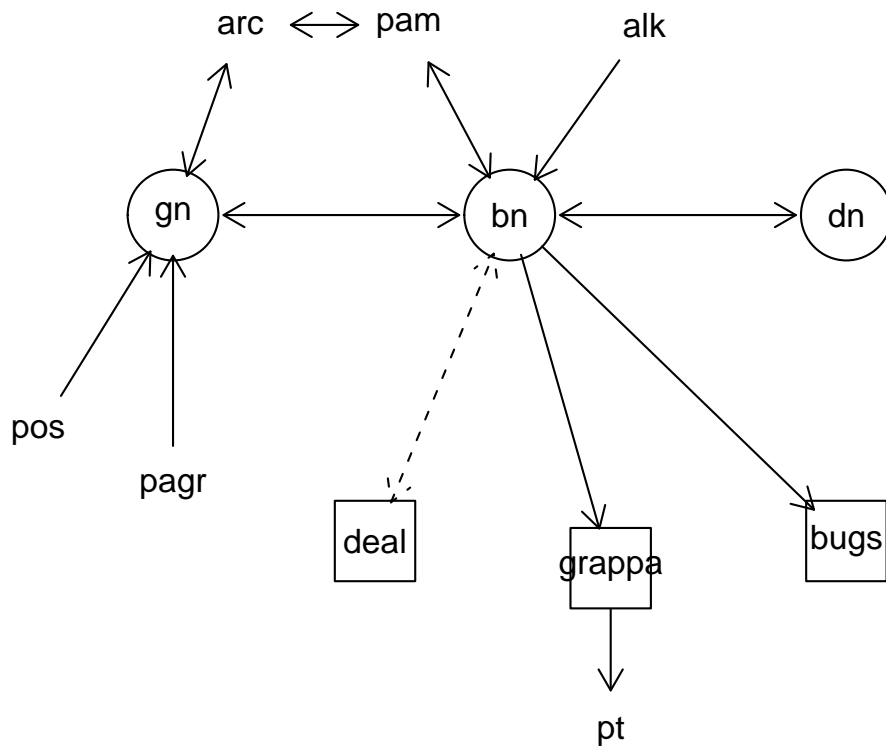 arc
pam
alk
gn
bn
dn
pos
pagr
deal
grappa
bugs
pt